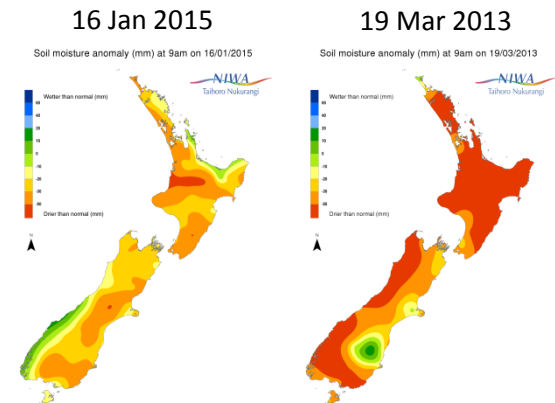 16 Jan 2015
19 Mar 2013
Soil moisture anomaly (mm) at 9am on 16/01/2015
Soil moisture anomaly (mm) at 9am on 19/03/2013
NIWA
Taihoro Nukurangi
Wetter than normal (mm)
Drier than normal (mm)
N
NIWA
Taihoro Nukurangi
Wetter than normal (mm)
Drier than normal (mm)
N